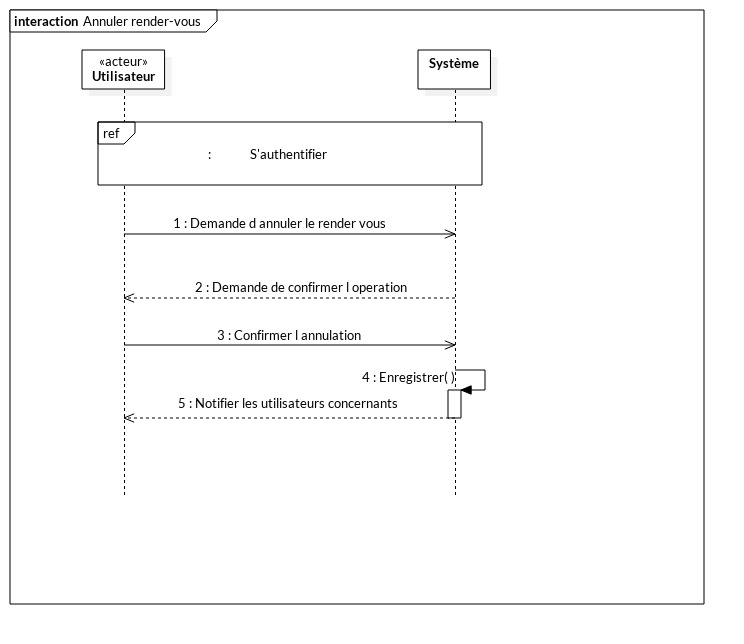 interaction Annuler render-vous
«acteur»
Utilisateur
Système
ref
: S'authentifier
1 : Demande d annuler le render vous
2 : Demande de confirmer l operation
3 : Confirmer l annulation
4 : Enregistrer( )
5 : Notifier les utilisateurs concernants